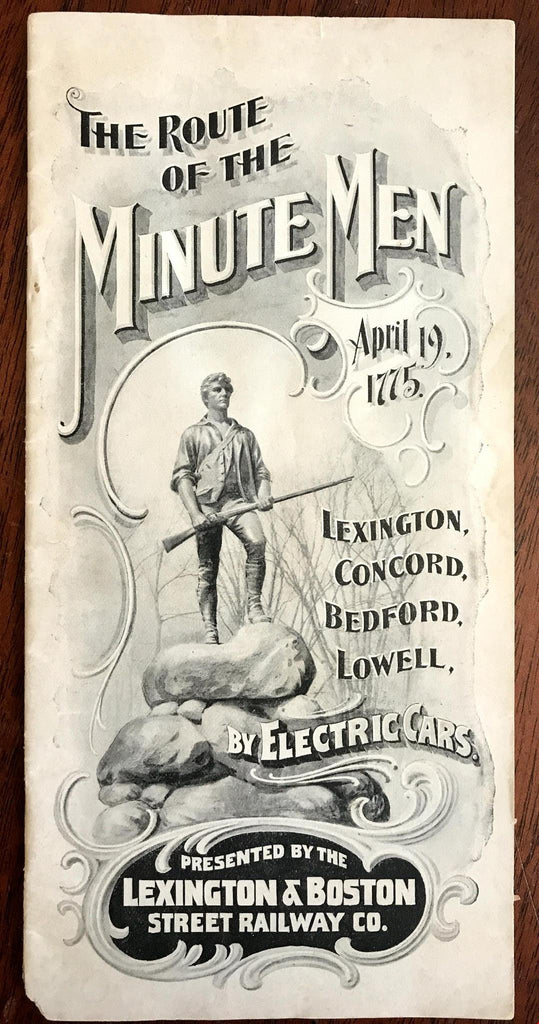 THE ROUTE
OF THE
MINUTE MEN
April 19,
1775.
LEXINGTON,
CONCORD,
BEDFORD,
LOWELL,
BY ELECTRIC CARS.
PRESENTED BY THE
LEXINGTON & BOSTON
STREET RAILWAY CO.